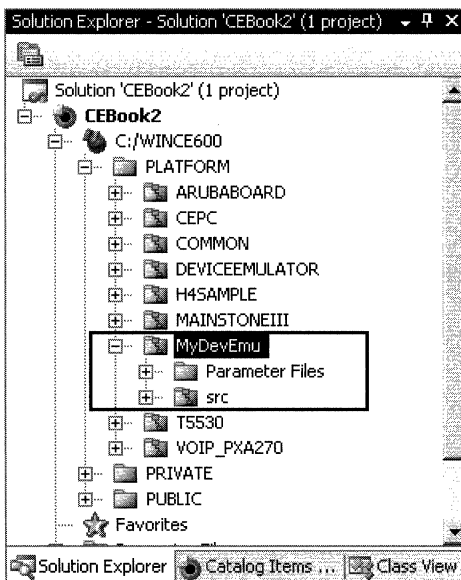 Solution Explorer - Solution 'CEBook2' (1 project)
Solution 'CEBook2' (1 project)
CEBook2
C:/WINCE600
PLATFORM
ARUBABOARD
CEPC
COMMON
DEVICEEMULATOR
H4SAMPLE
MAINSTONEIII
MyDevEmu
Parameter Files
src
T5530
VOIP_PXA270
PRIVATE
PUBLIC
Favorites
Solution Explorer Catalog Items ... Class View